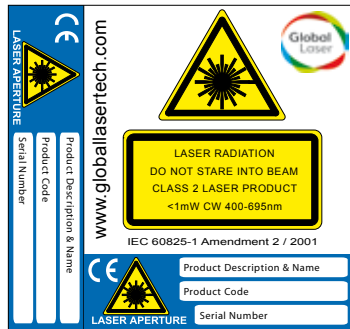 LASER APERTURE
Product Description & Name
Product Code
Serial Number
www.globallasertech.com
Global
Laser
LASER RADIATION
DO NOT STARE INTO BEAM
CLASS 2 LASER PRODUCT
<1mW CW 400-695nm
IEC 60825-1 Amendment 2 / 2001
CE
LASER APERTURE
Product Description & Name
Product Code
Serial Number
CE